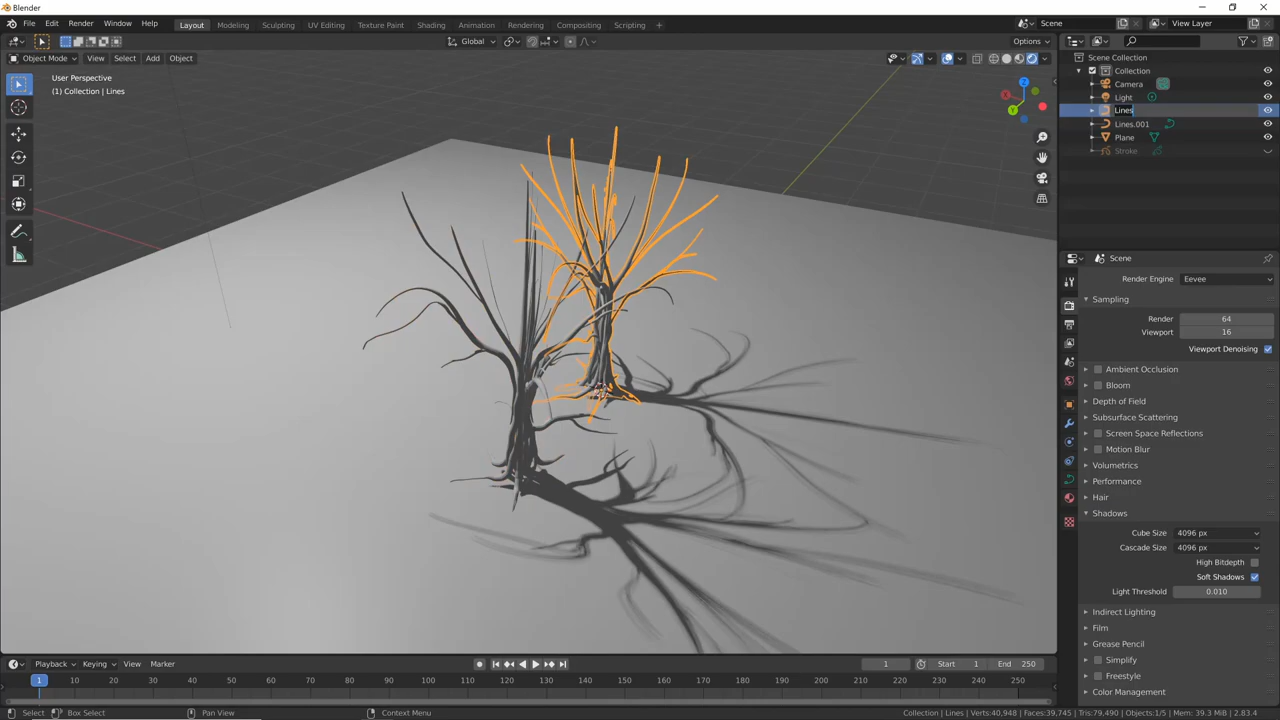 Blender
File Edit Render Window Help Layout Modeling Sculpting UV Editing Texture Paint Shading Animation Rendering Compositing Scripting + Scene View Layer
Global Options
Object Mode View Select Add Object
User Perspective
(1) Collection | Lines
Z
Y
Scene Collection
Collection
Camera
Light
Lines
Lines.001
Plane
Stroke
Scene
Render Engine Eevee
Sampling
Render 64
Viewport 16
Viewport Denoising
Ambient Occlusion
Bloom
Depth of Field
Subsurface Scattering
Screen Space Reflections
Motion Blur
Volumetrics
Performance
Hair
Shadows
Cube Size 4096 px
Cascade Size 4096 px
High Bitdepth
Soft Shadows
Light Threshold 0.010
Indirect Lighting
Film
Grease Pencil
Simplify
Freestyle
Color Management
Playback Keying View Marker 1 Start 1 End 250
1 10 20 30 40 50 60 70 80 90 100 110 120 130 140 150 160 170 180 190 200 210 220 230 240 250
Select Box Select Pan View Context Menu Collection | Lines | Verts:40,948 | Faces:39,745 | Tris:79,490 | Objects:1/5 | Mem: 39.3 MiB | 2.83.4